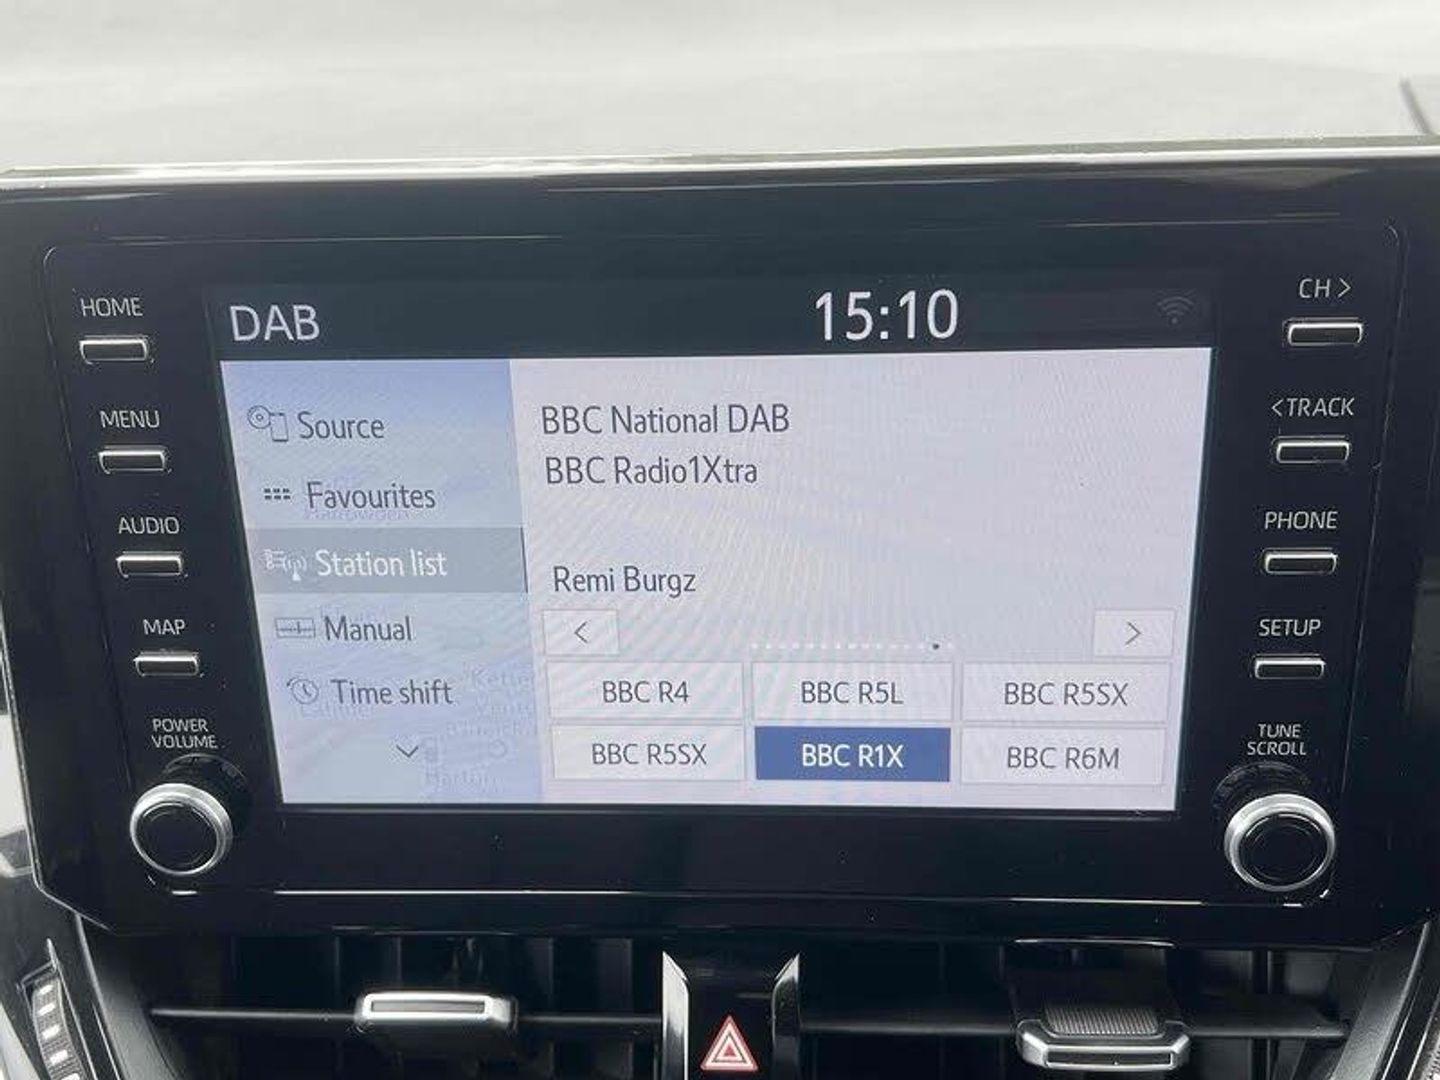 HOME
MENU
AUDIO
MAP
POWER
VOLUME
DAB
15:10
Source
Favourites
Station list
Manual
Time shift
BBC National DAB
BBC Radio1Xtra
Remi Burgz
BBC R4
BBC R5L
BBC R5SX
BBC R5SX
BBC R1X
BBC R6M
CH >
<TRACK
PHONE
SETUP
TUNE
SCROLL